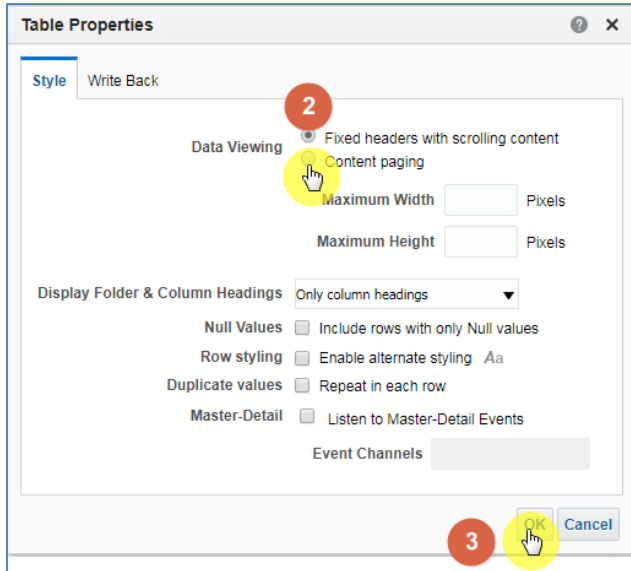 Table Properties
Style Write Back
2
Data Viewing Fixed headers with scrolling content
Content paging
Maximum Width Pixels
Maximum Height Pixels
Display Folder & Column Headings Only column headings
Null Values Include rows with only Null values
Row styling Enable alternate styling Aa
Duplicate values Repeat in each row
Master-Detail Listen to Master-Detail Events
Event Channels
OK Cancel
3